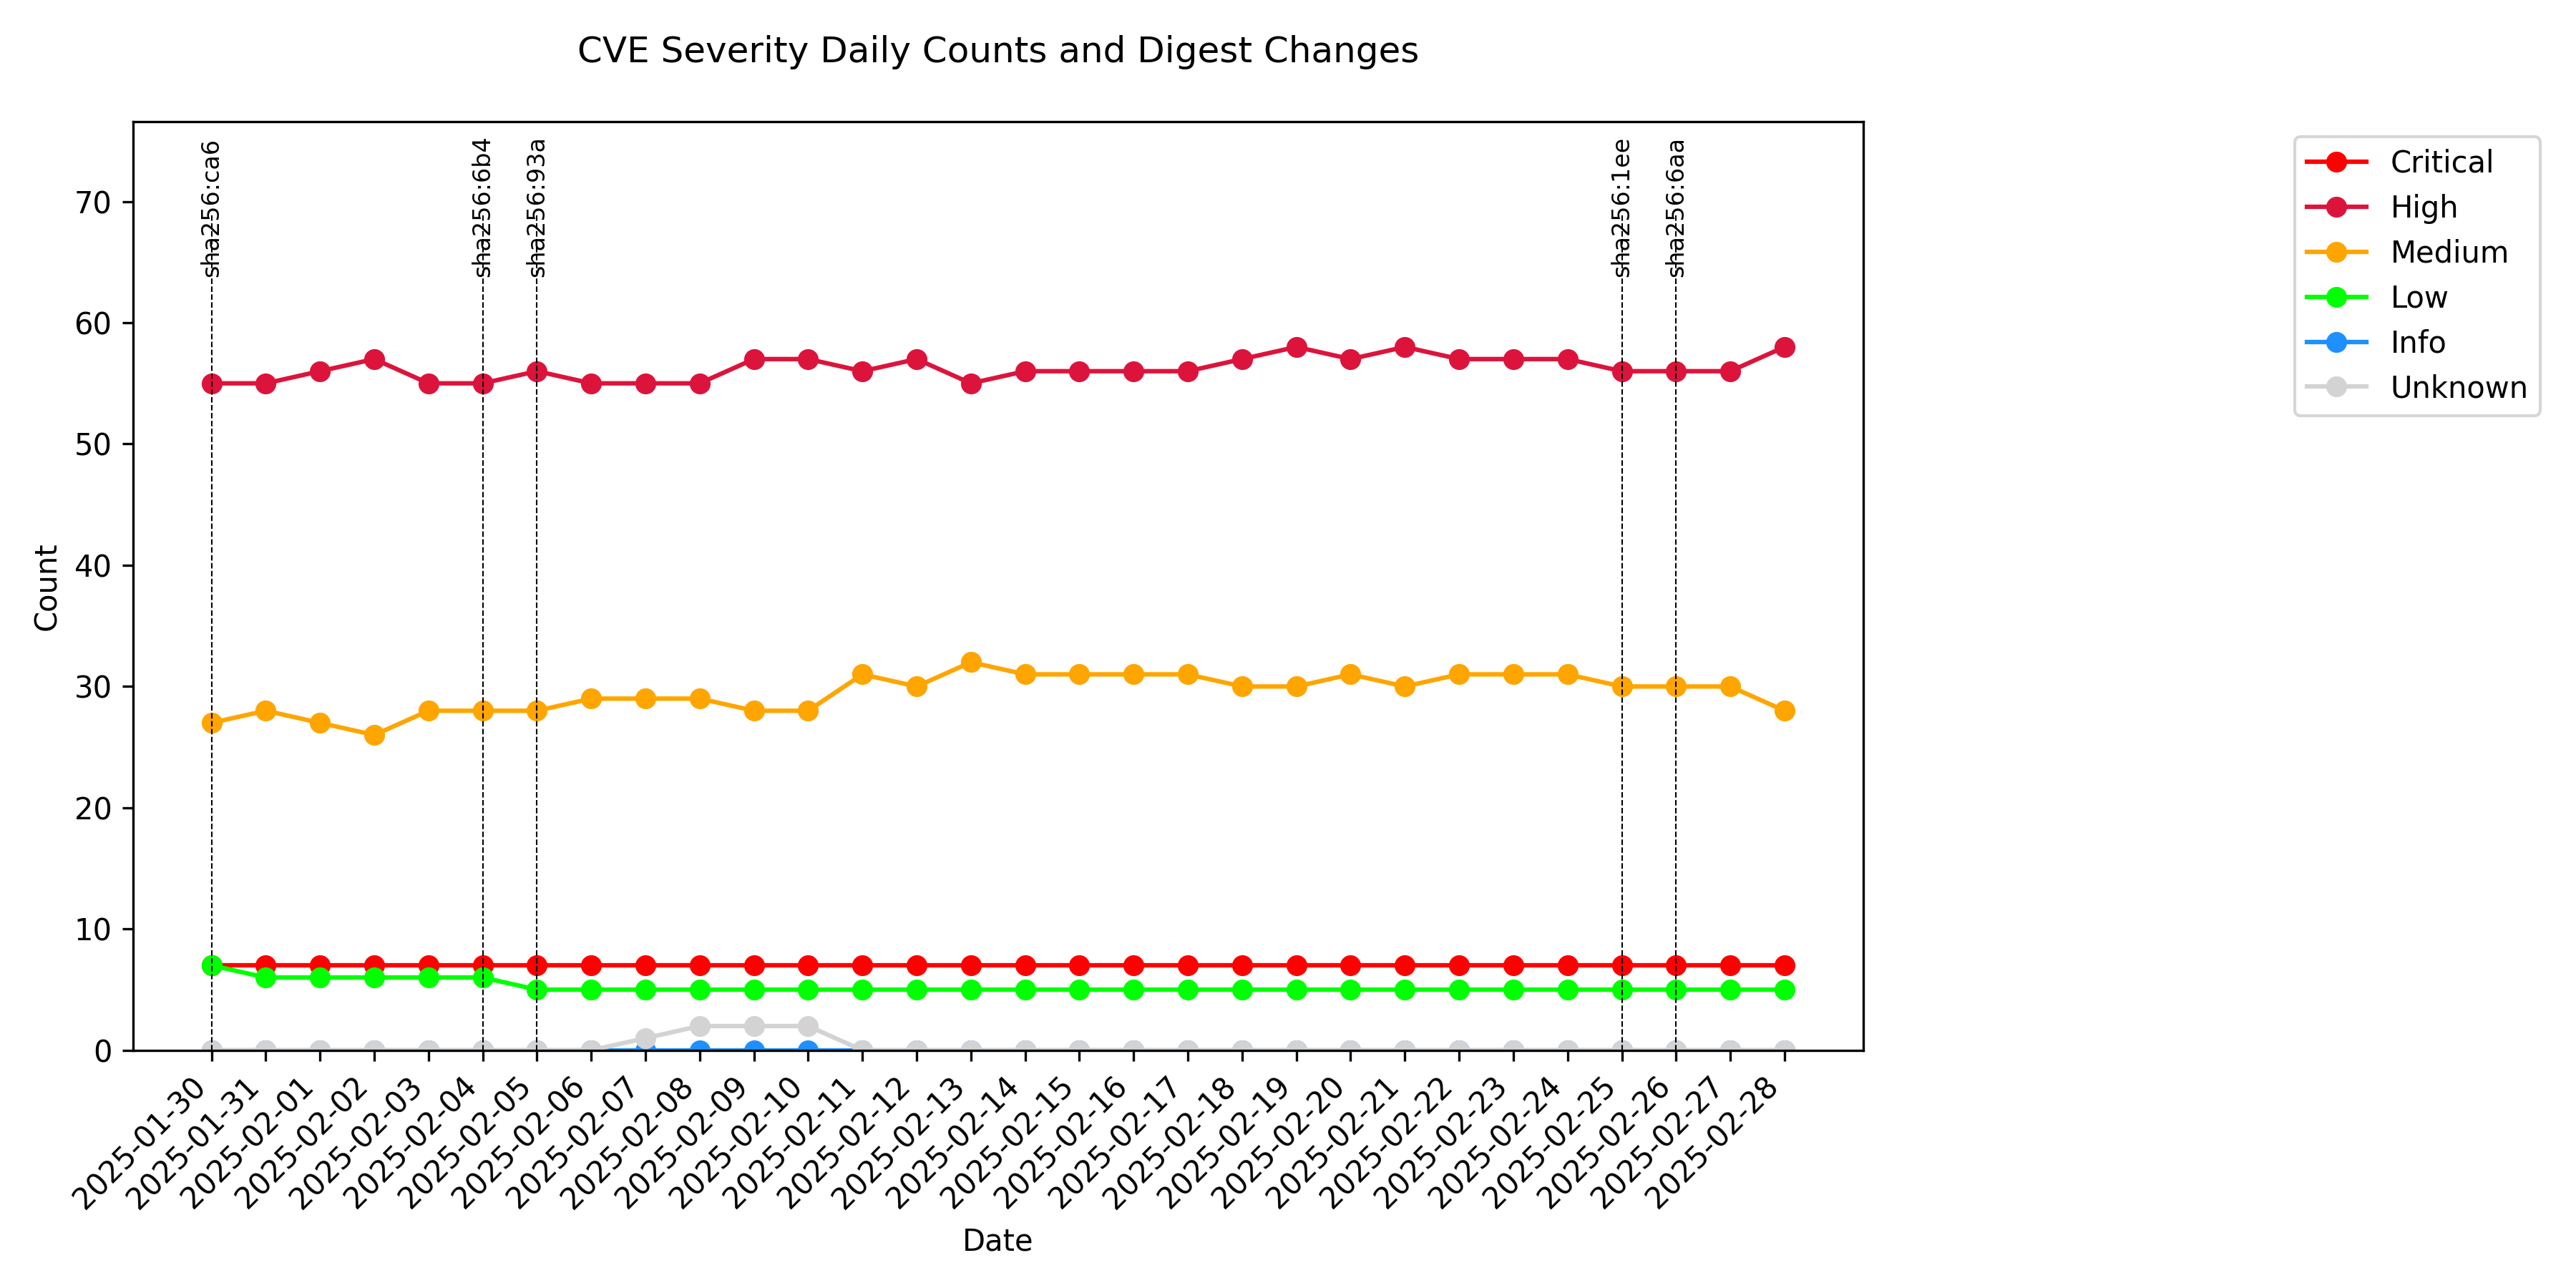 CVE Severity Daily Counts and Digest Changes
sha256:ca6
sha256:6b4
sha256:93a
sha256:1ee
sha256:6aa
Critical
High
Medium
Low
Info
Unknown
70
60
50
40
30
20
10
0
Count
2025-01-30
2025-01-31
2025-02-01
2025-02-02
2025-02-03
2025-02-04
2025-02-05
2025-02-06
2025-02-07
2025-02-08
2025-02-09
2025-02-10
2025-02-11
2025-02-12
2025-02-13
2025-02-14
2025-02-15
2025-02-16
2025-02-17
2025-02-18
2025-02-19
2025-02-20
2025-02-21
2025-02-22
2025-02-23
2025-02-24
2025-02-25
2025-02-26
2025-02-27
2025-02-28
Date